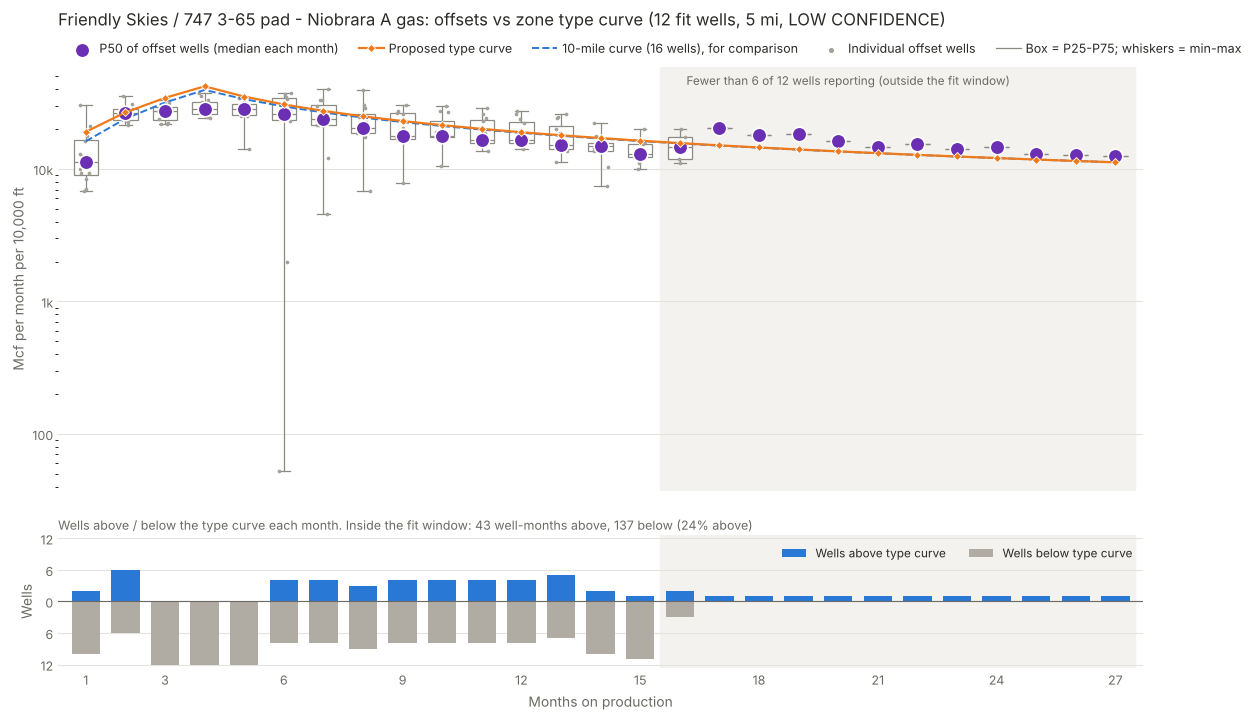 Friendly Skies / 747 3-65 pad - Niobrara A gas: offsets vs zone type curve (12 fit wells, 5 mi, LOW CONFIDENCE)
P50 of offset wells (median each month) Proposed type curve 10-mile curve (16 wells), for comparison Individual offset wells Box = P25-P75; whiskers = min-max
Fewer than 6 of 12 wells reporting (outside the fit window)
Mcf per month per 10,000 ft
10k
1k
100
Wells above / below the type curve each month. Inside the fit window: 43 well-months above, 137 below (24% above)
Wells above type curve Wells below type curve
Wells
12
6
0
6
12
1 3 6 9 12 15 18 21 24 27
Months on production